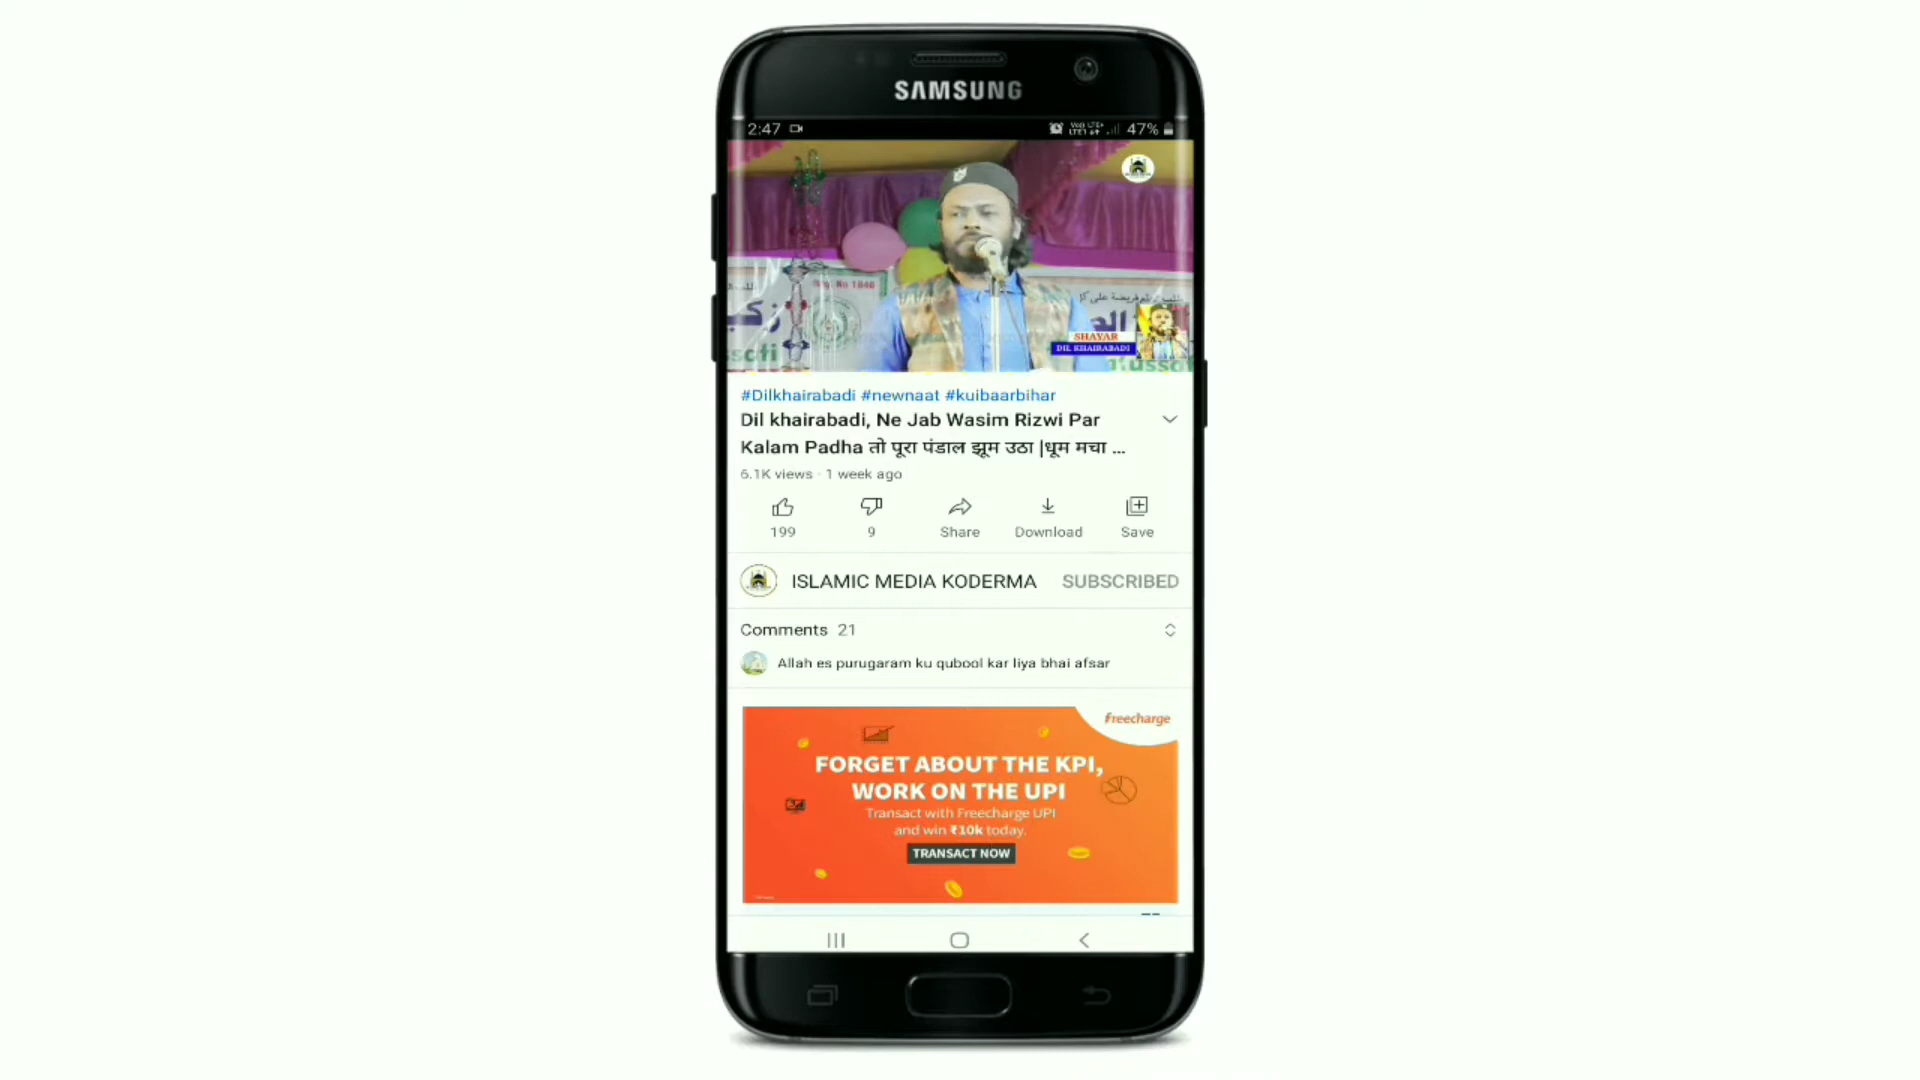 SAMSUNG
2:47
47%
Reg. No 1848
SHAYAR
DIL KHAIRABADI
#Dilkhairabadi #newnaat #kuibaarbihar
Dil khairabadi, Ne Jab Wasim Rizwi Par
Kalam Padha तो पूरा पंडाल झूम उठा |धूम मचा ...
6.1K views · 1 week ago
199
9
Share
Download
Save
ISLAMIC MEDIA KODERMA
SUBSCRIBED
Comments 21
Allah es purugaram ku qubool kar liya bhai afsar
freecharge
FORGET ABOUT THE KPI,
WORK ON THE UPI
Transact with Freecharge UPI
and win ₹10k today.
TRANSACT NOW